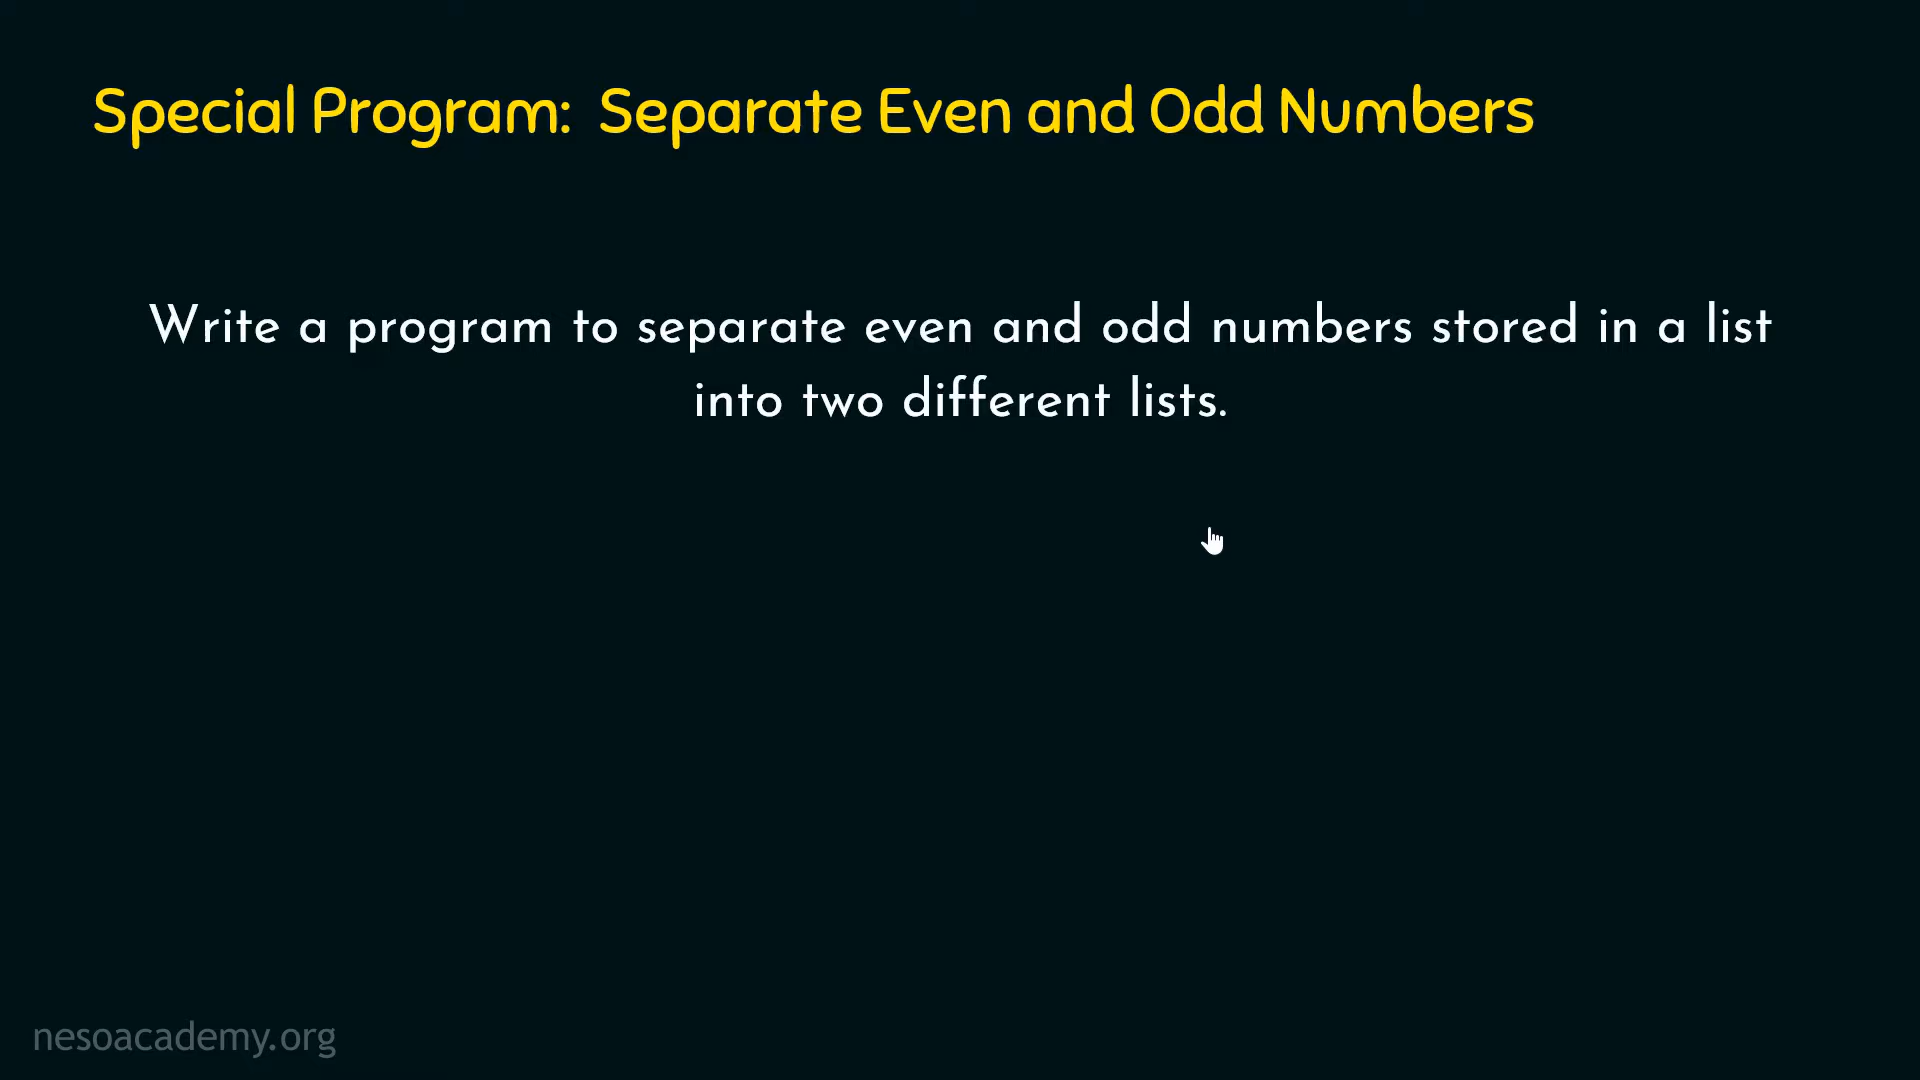 Special Program: Separate Even and Odd Numbers
Write a program to separate even and odd numbers stored in a list
into two different lists.
nesoacademy.org